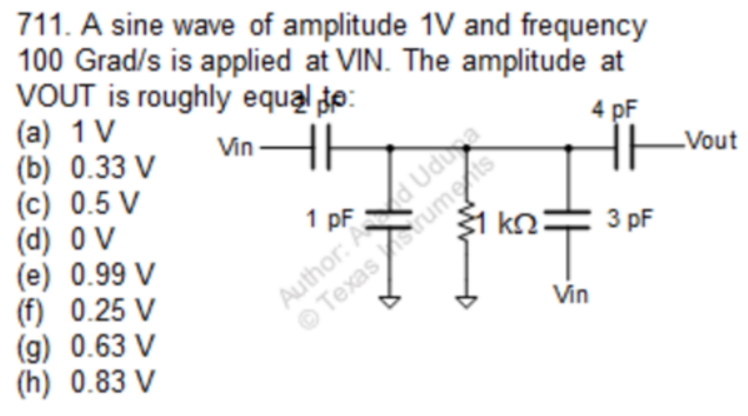 711. A sine wave of amplitude 1V and frequency
100 Grad/s is applied at VIN. The amplitude at
VOUT is roughly equal to:
(a) 1 V
(b) 0.33 V
(c) 0.5 V
(d) 0 V
(e) 0.99 V
(f) 0.25 V
(g) 0.63 V
(h) 0.83 V
2 pF
4 pF
Vin
Vout
1 pF
1 kΩ
3 pF
Vin
Author: Anand Udupa
© Texas Instruments